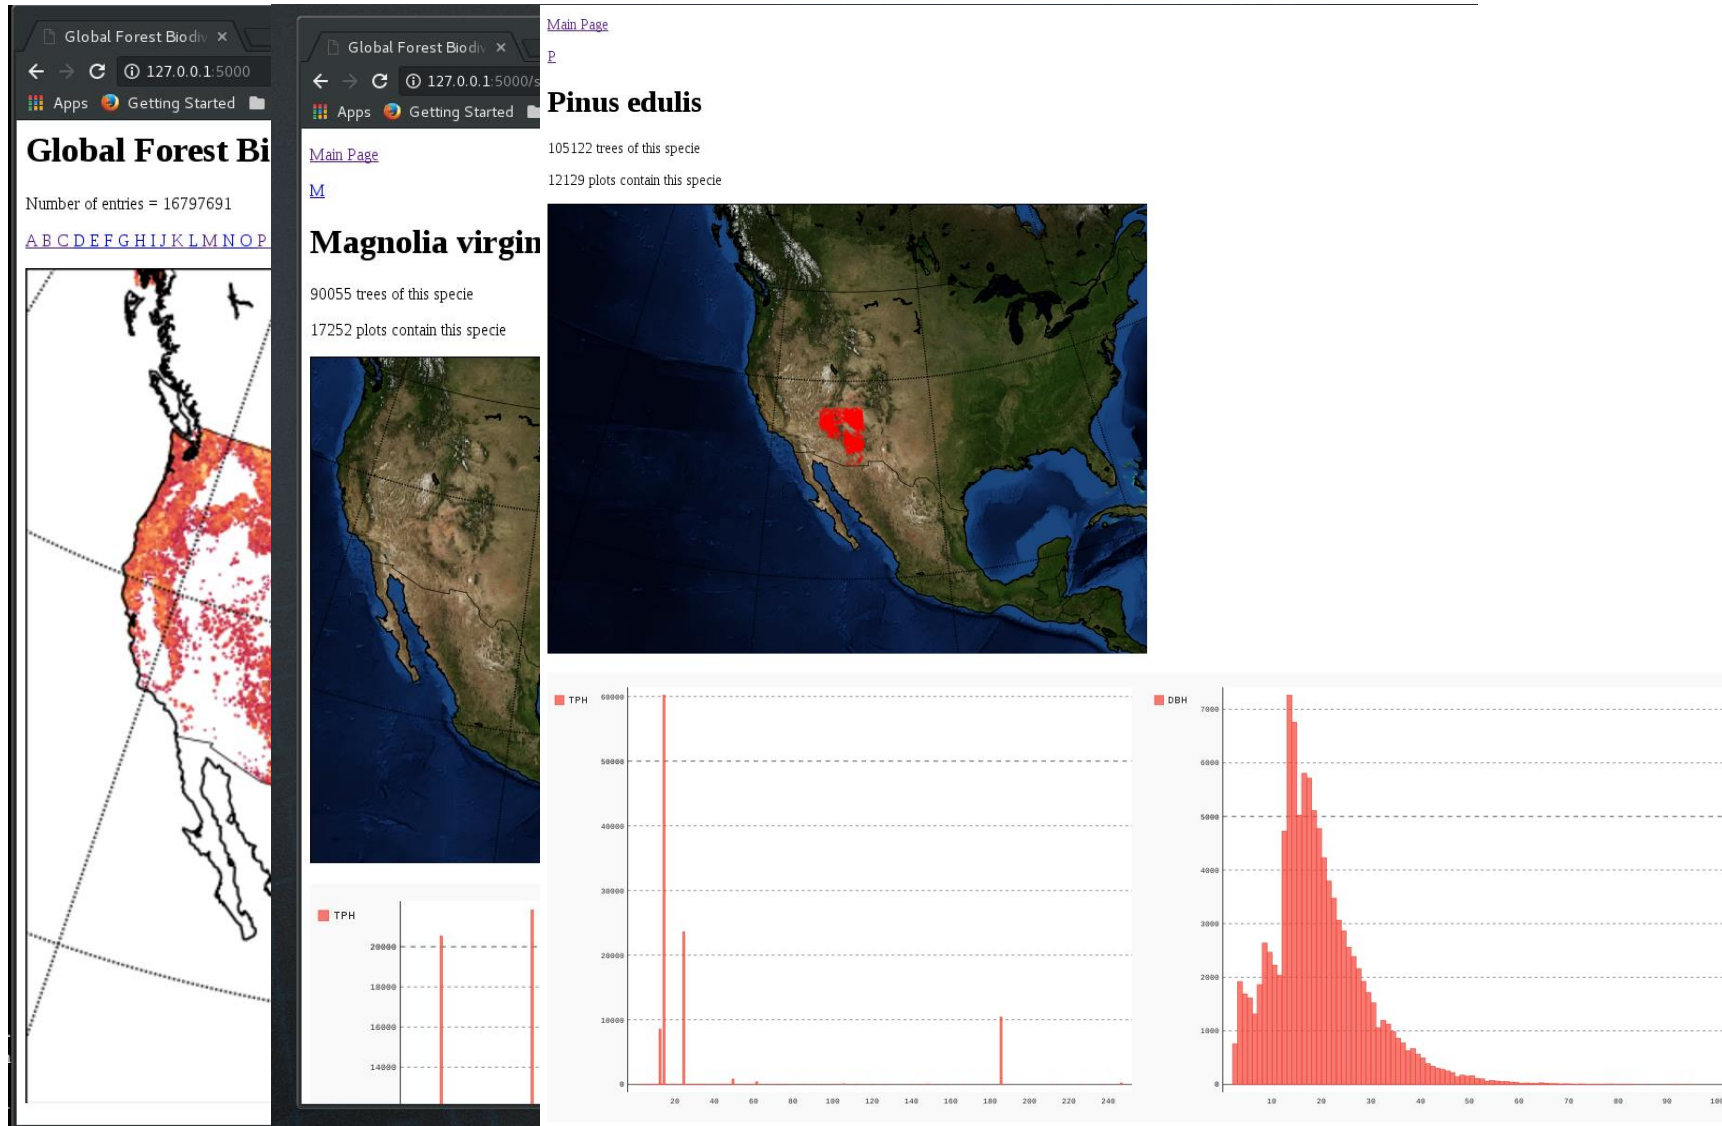 Global Forest Biodiv
127.0.0.1:5000
Apps Getting Started
Global Forest Bi
Number of entries = 16797691
A B C D E F G H I J K L M N O P
Global Forest Biodiv
127.0.0.1:5000/s
Apps Getting Started
Main Page
M
Magnolia virgin
90055 trees of this specie
17252 plots contain this specie
TPH
20000
18000
16000
14000
Main Page
P
Pinus edulis
105122 trees of this specie
12129 plots contain this specie
TPH
60000
50000
40000
30000
20000
10000
0
20 40 60 80 100 120 140 160 180 200 220 240
DBH
7000
6000
5000
4000
3000
2000
1000
0
10 20 30 40 50 60 70 80 90 100